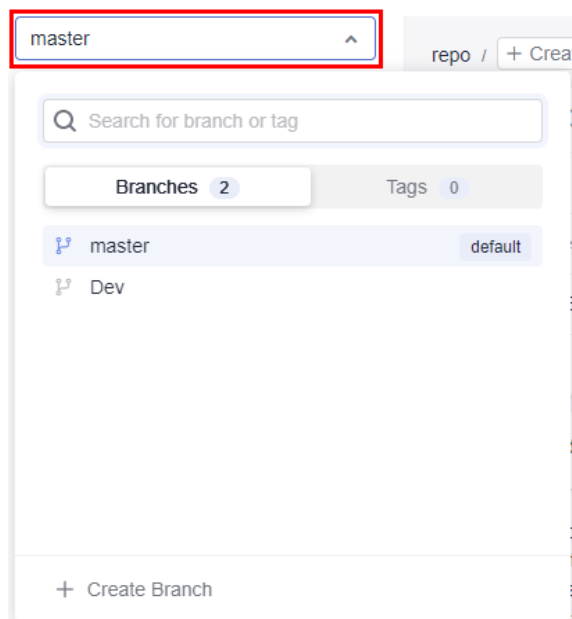 master
repo / + Crea
Search for branch or tag
Branches 2 Tags 0
master default
Dev
+ Create Branch